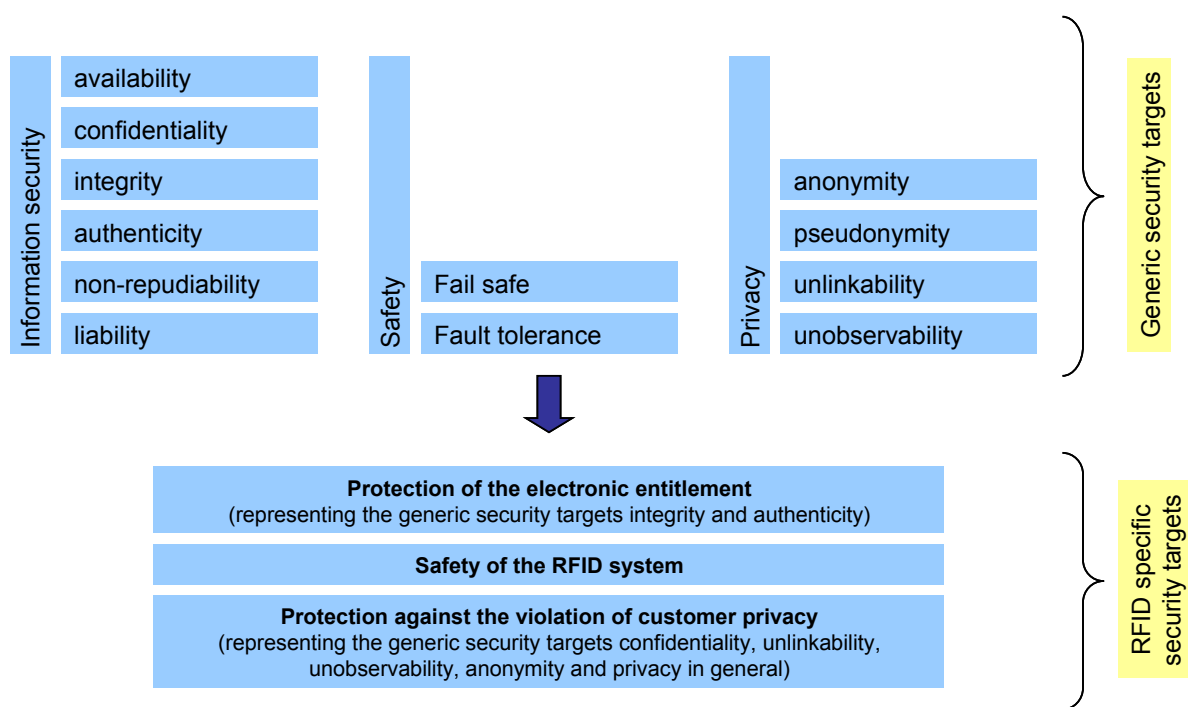 Information security
availability
confidentiality
integrity
authenticity
non-repudiability
liability
Safety
Fail safe
Fault tolerance
Privacy
anonymity
pseudonymity
unlinkability
unobservability
Generic security targets
Protection of the electronic entitlement
(representing the generic security targets integrity and authenticity)
Safety of the RFID system
Protection against the violation of customer privacy
(representing the generic security targets confidentiality, unlinkability,
unobservability, anonymity and privacy in general)
RFID specific
security targets